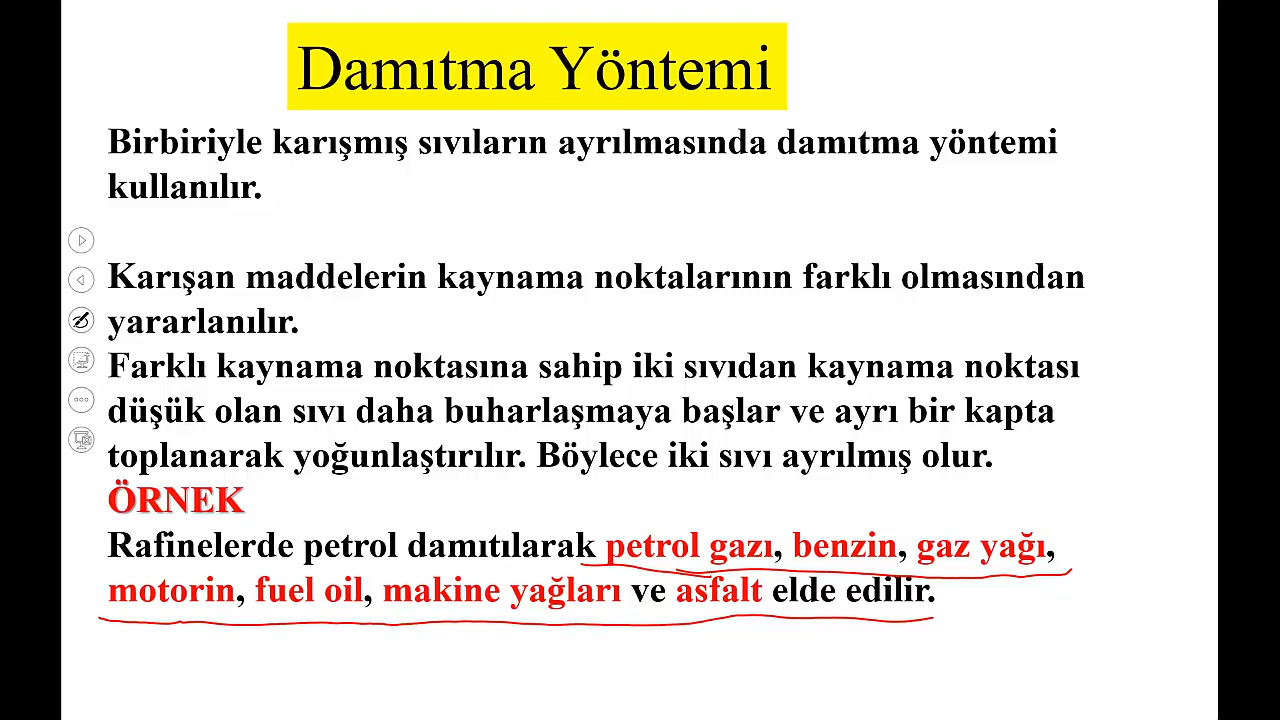 Damıtma Yöntemi
Birbiriyle karışmış sıvıların ayrılmasında damıtma yöntemi
kullanılır.
Karışan maddelerin kaynama noktalarının farklı olmasından
yararlanılır.
Farklı kaynama noktasına sahip iki sıvıdan kaynama noktası
düşük olan sıvı daha buharlaşmaya başlar ve ayrı bir kapta
toplanarak yoğunlaştırılır. Böylece iki sıvı ayrılmış olur.
ÖRNEK
Rafinelerde petrol damıtılarak petrol gazı, benzin, gaz yağı,
motorin, fuel oil, makine yağları ve asfalt elde edilir.